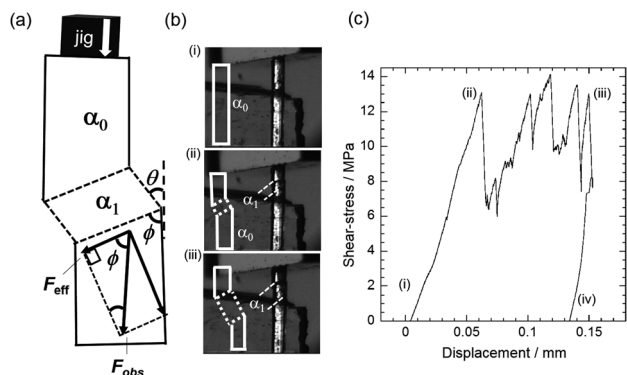 (a)
jig
α0
α1
θ
ϕ
ϕ
Feff
Fobs
(b)
(i)
α0
(ii)
α1
α0
(iii)
α1
(c)
14
12
10
8
6
4
2
0
Shear-stress / MPa
(ii)
(iii)
(i)
(iv)
0
0.05
0.10
0.15
Displacement / mm